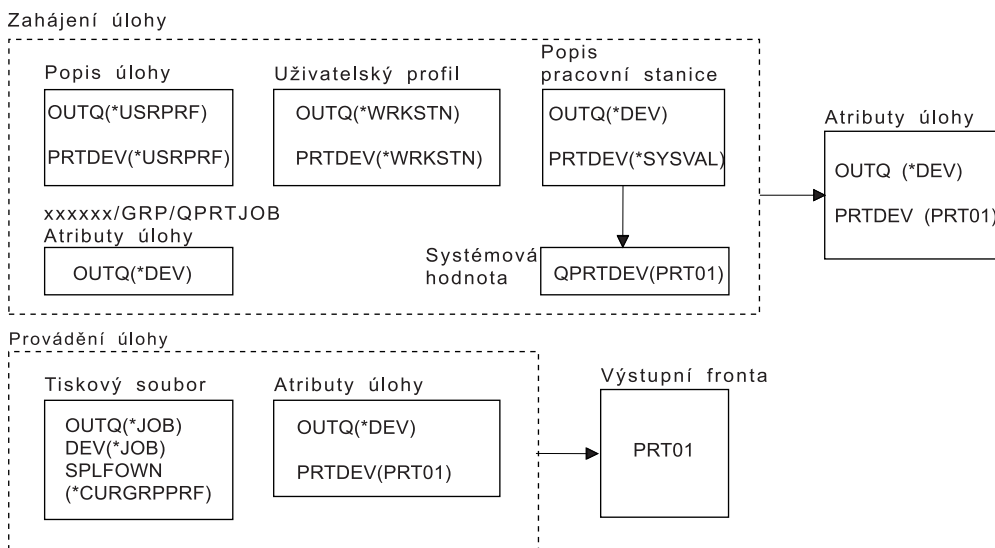 Zahájení úlohy
Popis úlohy
OUTQ(*USRPRF)
PRTDEV(*USRPRF)
Uživatelský profil
OUTQ(*WRKSTN)
PRTDEV(*WRKSTN)
Popis
pracovní stanice
OUTQ(*DEV)
PRTDEV(*SYSVAL)
Atributy úlohy
OUTQ (*DEV)
PRTDEV (PRT01)
xxxxxx/GRP/QPRTJOB
Atributy úlohy
OUTQ(*DEV)
Systémová
hodnota
QPRTDEV(PRT01)
Provádění úlohy
Tiskový soubor
OUTQ(*JOB)
DEV(*JOB)
SPLFOWN
(*CURGRPPRF)
Atributy úlohy
OUTQ(*DEV)
PRTDEV(PRT01)
Výstupní fronta
PRT01